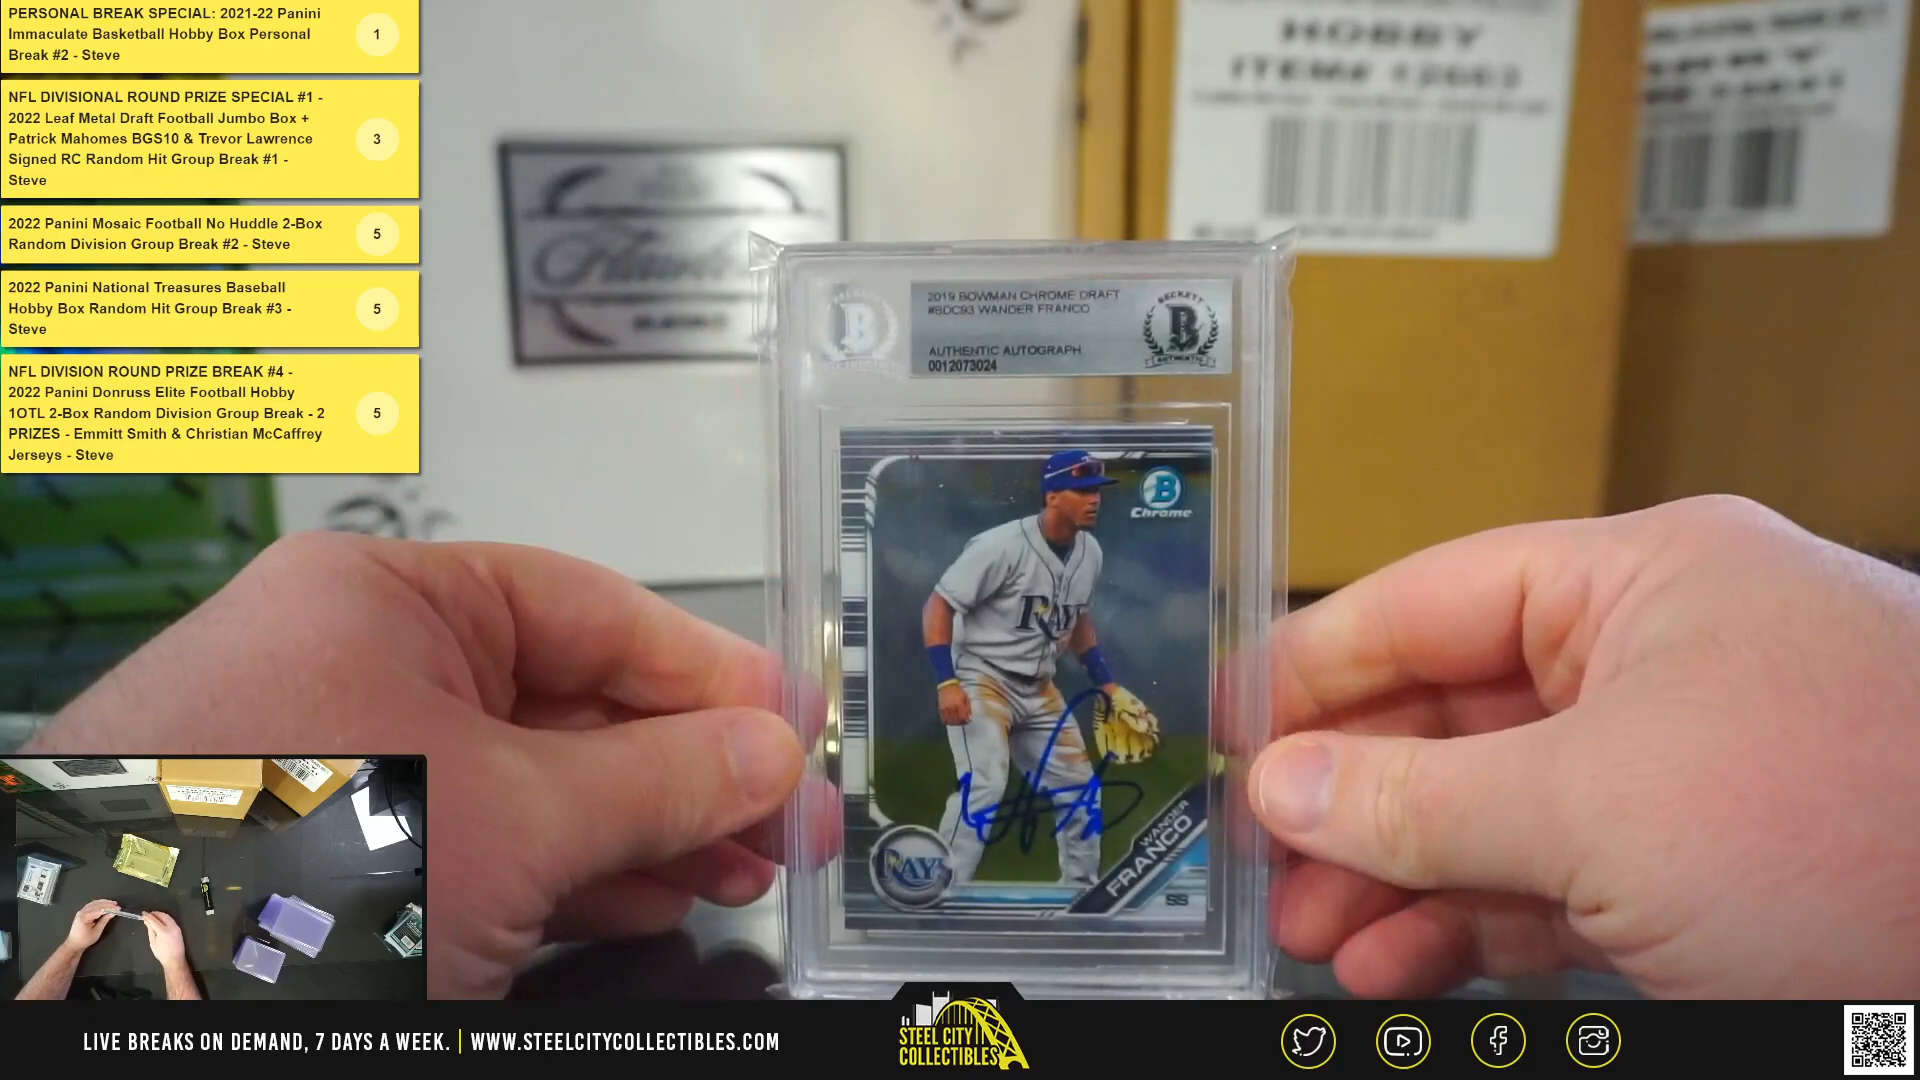 PERSONAL BREAK SPECIAL: 2021-22 Panini
Immaculate Basketball Hobby Box Personal
Break #2 - Steve
1
NFL DIVISIONAL ROUND PRIZE SPECIAL #1 -
2022 Leaf Metal Draft Football Jumbo Box +
Patrick Mahomes BGS10 & Trevor Lawrence
Signed RC Random Hit Group Break #1 -
Steve
3
2022 Panini Mosaic Football No Huddle 2-Box
Random Division Group Break #2 - Steve
5
2022 Panini National Treasures Baseball
Hobby Box Random Hit Group Break #3 -
Steve
5
NFL DIVISION ROUND PRIZE BREAK #4 -
2022 Panini Donruss Elite Football Hobby
1OTL 2-Box Random Division Group Break - 2
PRIZES - Emmitt Smith & Christian McCaffrey
Jerseys - Steve
5
HOBBY
2019 BOWMAN CHROME DRAFT
#BDC93 WANDER FRANCO
AUTHENTIC AUTOGRAPH
0012073024
BECKETT
B
AUTHENTIC
B
Chrome
RAYS
RAYS
WANDER
FRANCO
SS
LIVE BREAKS ON DEMAND, 7 DAYS A WEEK. | WWW.STEELCITYCOLLECTIBLES.COM
STEEL CITY
COLLECTIBLES